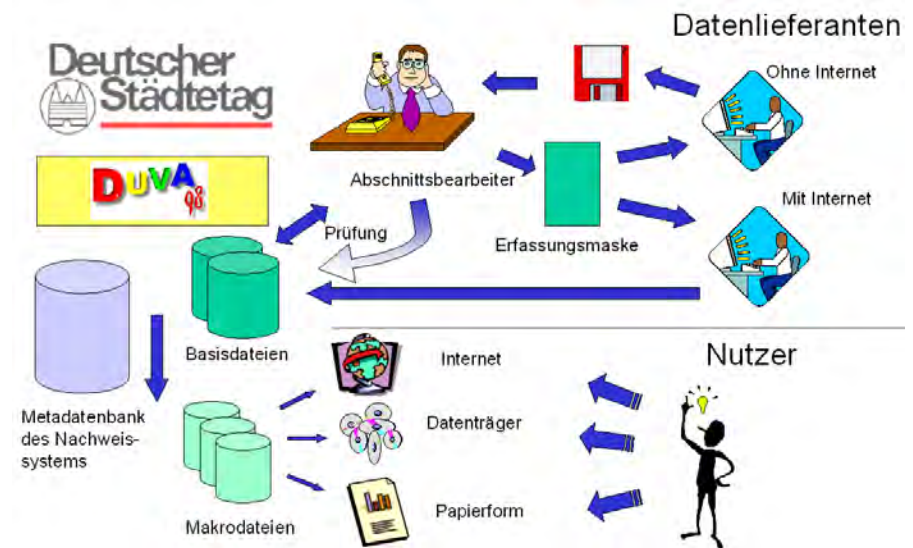 Datenlieferanten
Deutscher
Städtetag
Ohne Internet
DUVA
98
Abschnittsbearbeiter
Mit Internet
Prüfung
Erfassungsmaske
Basisdateien
Internet
Nutzer
Metadatenbank
des Nachweis-
systems
Datenträger
Makrodateien
Papierform